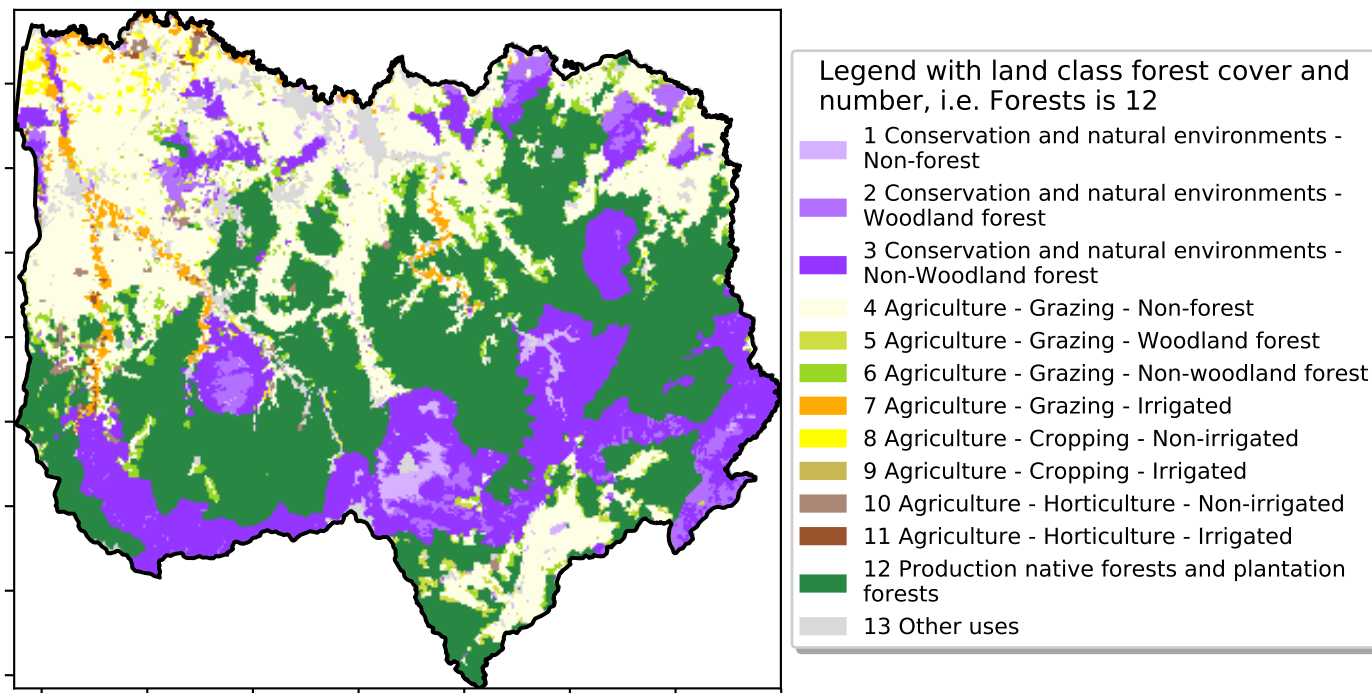 Legend with land class forest cover and
number, i.e. Forests is 12
1 Conservation and natural environments -
Non-forest
2 Conservation and natural environments -
Woodland forest
3 Conservation and natural environments -
Non-Woodland forest
4 Agriculture - Grazing - Non-forest
5 Agriculture - Grazing - Woodland forest
6 Agriculture - Grazing - Non-woodland forest
7 Agriculture - Grazing - Irrigated
8 Agriculture - Cropping - Non-irrigated
9 Agriculture - Cropping - Irrigated
10 Agriculture - Horticulture - Non-irrigated
11 Agriculture - Horticulture - Irrigated
12 Production native forests and plantation
forests
13 Other uses